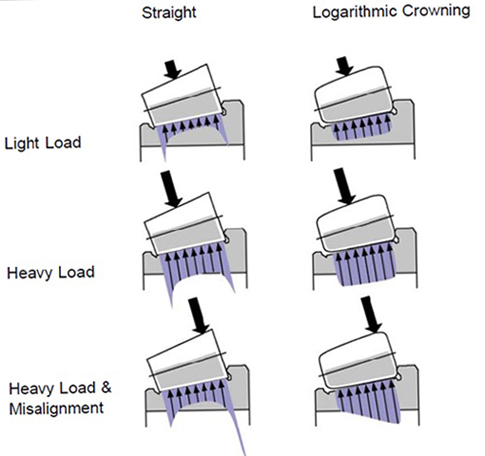 Straight
Logarithmic Crowning
Light Load
Heavy Load
Heavy Load &
Misalignment